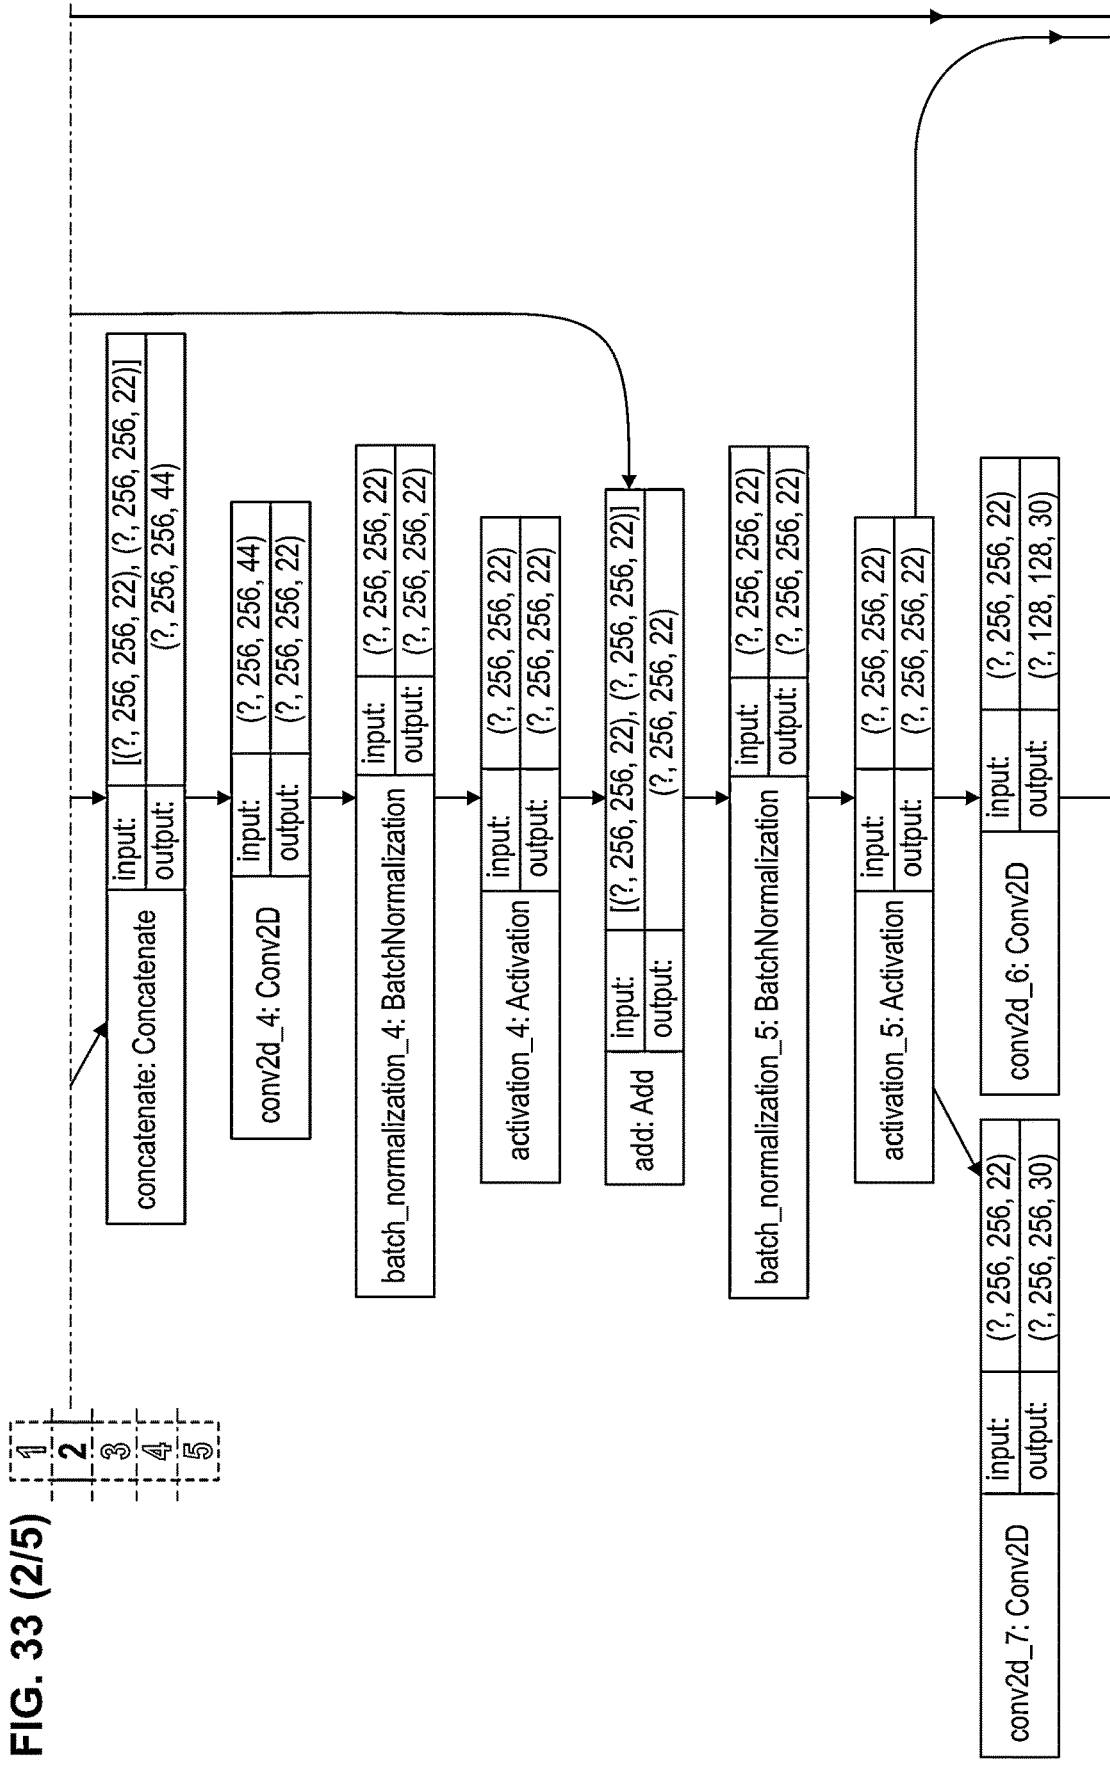 FIG. 33 (2/5)
1
2
3
4
5
concatenate: Concatenate
input:
[(?, 256, 256, 22), (?, 256, 256, 22)]
output:
(?, 256, 256, 44)
conv2d_4: Conv2D
input:
(?, 256, 256, 44)
output:
(?, 256, 256, 22)
batch_normalization_4: BatchNormalization
input:
(?, 256, 256, 22)
output:
(?, 256, 256, 22)
activation_4: Activation
input:
(?, 256, 256, 22)
output:
(?, 256, 256, 22)
add: Add
input:
[(?, 256, 256, 22), (?, 256, 256, 22)]
output:
(?, 256, 256, 22)
batch_normalization_5: BatchNormalization
input:
(?, 256, 256, 22)
output:
(?, 256, 256, 22)
activation_5: Activation
input:
(?, 256, 256, 22)
output:
(?, 256, 256, 22)
conv2d_7: Conv2D
input:
(?, 256, 256, 22)
output:
(?, 256, 256, 30)
conv2d_6: Conv2D
input:
(?, 256, 256, 22)
output:
(?, 128, 128, 30)